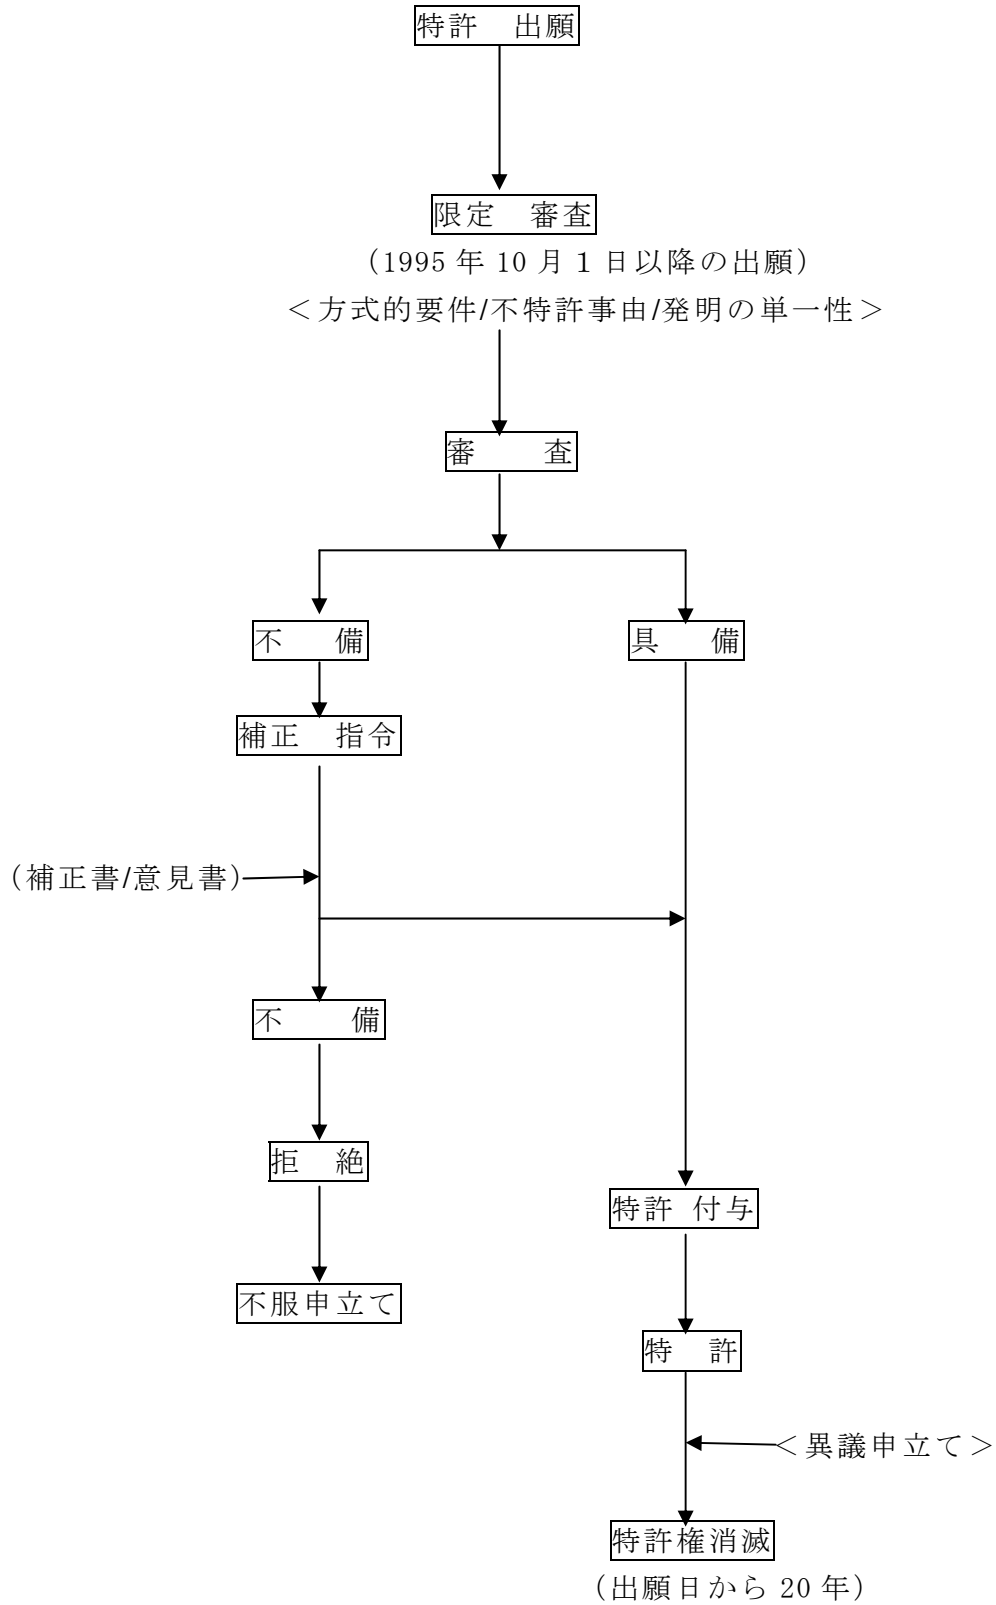 特許　出願
限定　審査
（1995 年 10 月 1 日以降の出願）
＜方式的要件/不特許事由/発明の単一性＞
審　　査
不　備
具　備
補正　指令
（補正書/意見書）
不　　備
拒　絶
特許 付与
不服申立て
特　許
＜異議申立て＞
特許権消滅
（出願日から 20 年）